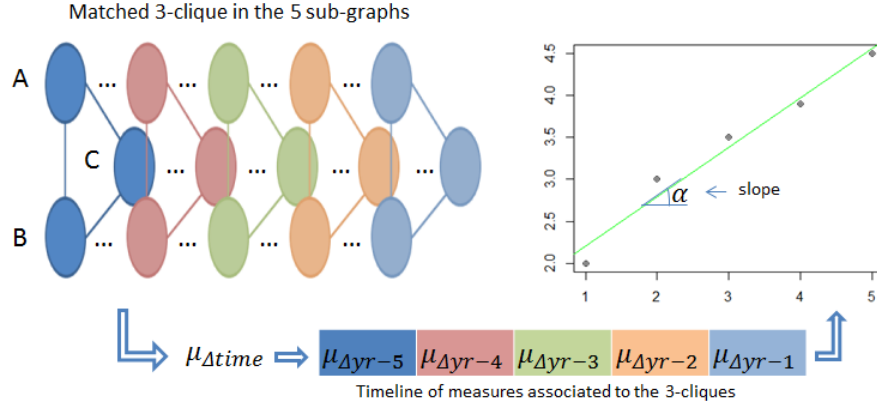 Matched 3-clique in the 5 sub-graphs
A ... ... ... ...
C ... ... ... ...
B ... ... ... ...
4.5
4.0
3.5
3.0
2.5
2.0
α slope
1 2 3 4 5
μΔtime μΔyr−5 μΔyr−4 μΔyr−3 μΔyr−2 μΔyr−1
Timeline of measures associated to the 3-cliques